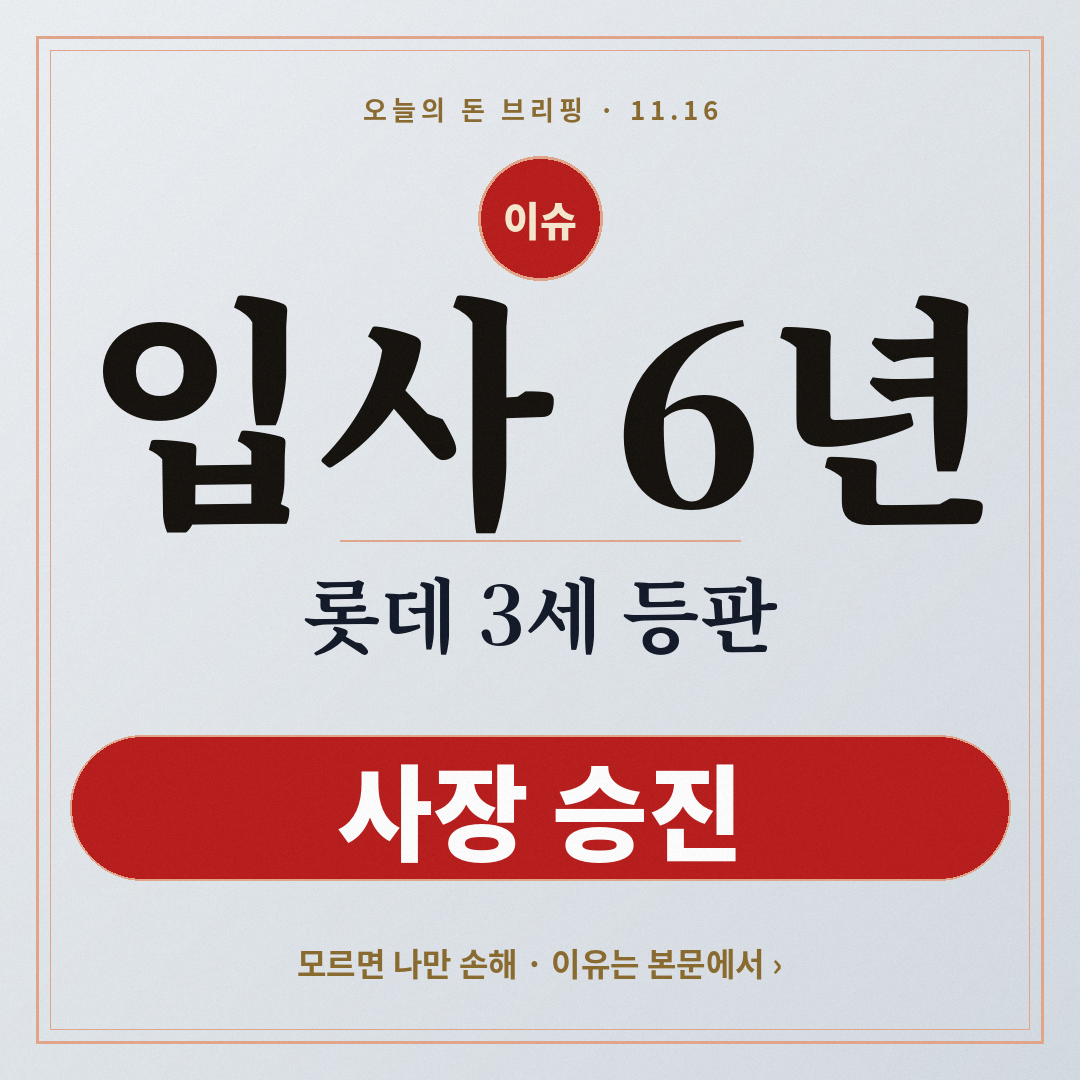 오늘의 돈 브리핑 · 11.16
이슈
입사 6년
롯데 3세 등판
사장 승진
모르면 나만 손해 · 이유는 본문에서 ›